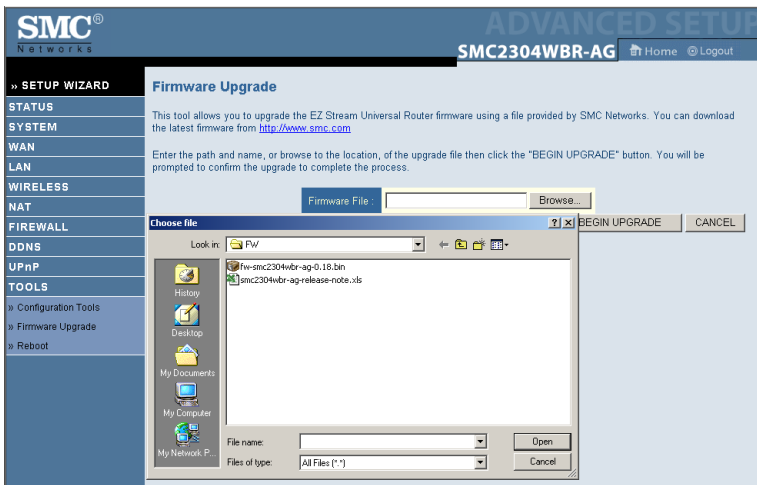 SMC®
Networks
ADVANCED SETUP
SMC2304WBR-AG
Home
Logout
» SETUP WIZARD
STATUS
SYSTEM
WAN
LAN
WIRELESS
NAT
FIREWALL
DDNS
UPnP
TOOLS
» Configuration Tools
» Firmware Upgrade
» Reboot
Firmware Upgrade
This tool allows you to upgrade the EZ Stream Universal Router firmware using a file provided by SMC Networks. You can download
the latest firmware from http://www.smc.com
Enter the path and name, or browse to the location, of the upgrade file then click the "BEGIN UPGRADE" button. You will be
prompted to confirm the upgrade to complete the process.
Firmware File :
Browse...
BEGIN UPGRADE
CANCEL
Choose file
Look in:
FW
fw-smc2304wbr-ag-0.18.bin
smc2304wbr-ag-release-note.xls
History
Desktop
My Documents
My Computer
My Network P...
File name:
Open
Files of type:
All Files (*.*)
Cancel